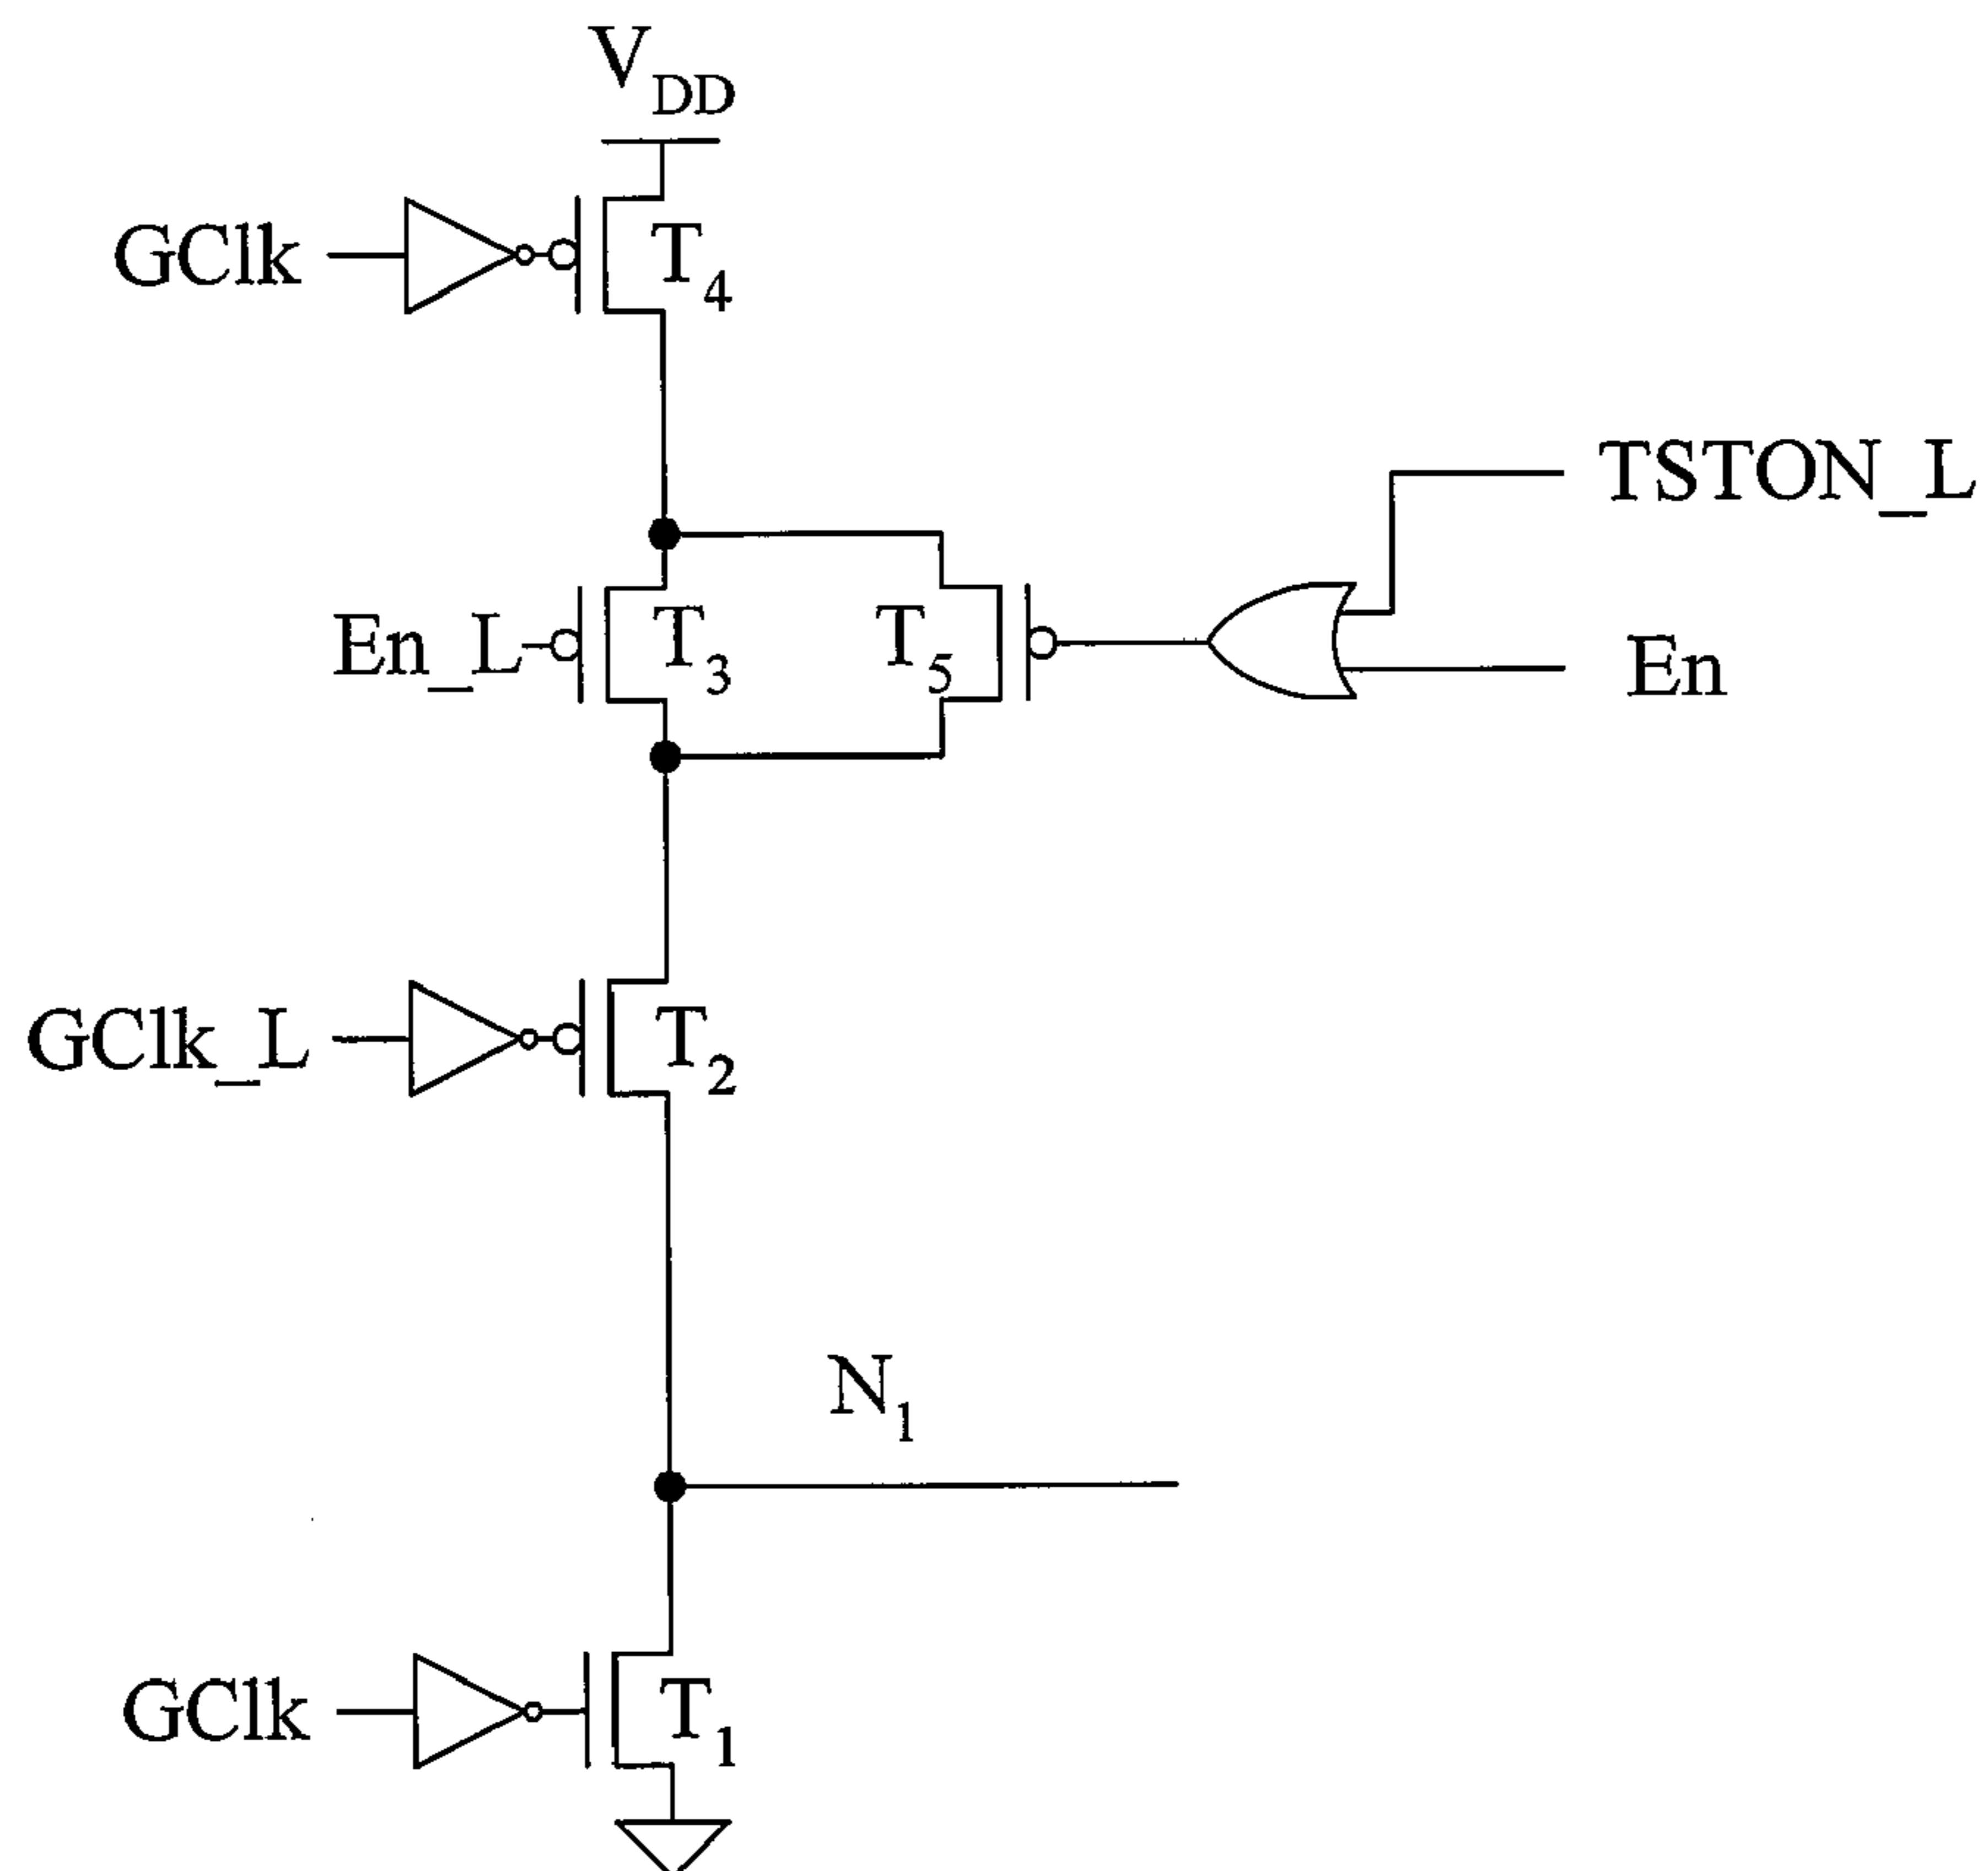 VDD
GClk
T4
TSTON_L
En_L
T3
T5
En
GClk_L
T2
N1
GClk
T1